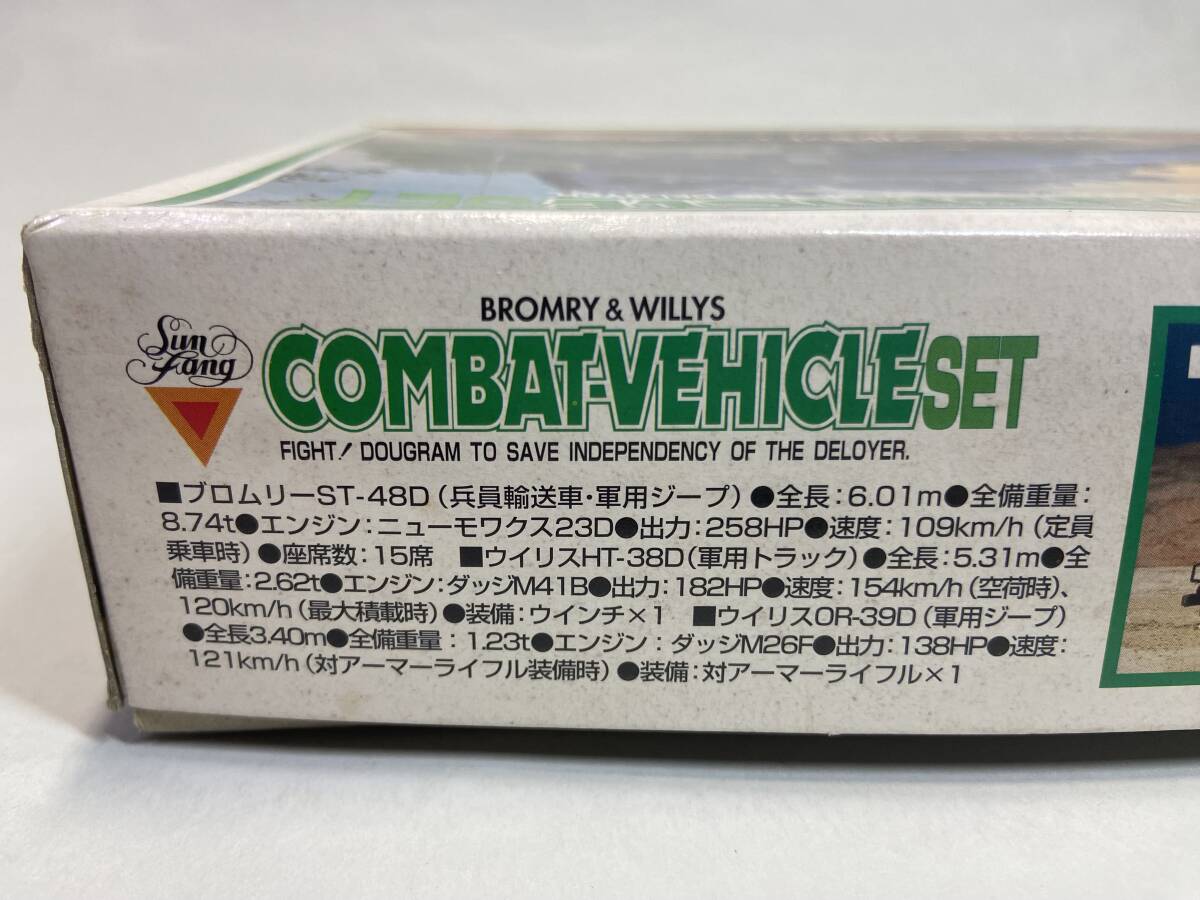 BROMRY & WILLYS
Sun
Fang
COMBAT-VEHICLE SET
FIGHT! DOUGRAM TO SAVE INDEPENDENCY OF THE DELOYER.
■ブロムリーST-48D（兵員輸送車・軍用ジープ）●全長：6.01m●全備重量：
8.74t●エンジン：ニューモワクス23D●出力：258HP●速度：109km/h（定員
乗車時）●座席数：15席　■ウイリスHT-38D（軍用トラック）●全長：5.31m●全
備重量：2.62t●エンジン：ダッジM41B●出力：182HP●速度：154km/h（空荷時）、
120km/h（最大積載時）●装備：ウインチ×1　■ウイリスOR-39D（軍用ジープ）
●全長3.40m●全備重量：1.23t●エンジン：ダッジM26F●出力：138HP●速度：
121km/h（対アーマーライフル装備時）●装備：対アーマーライフル×1